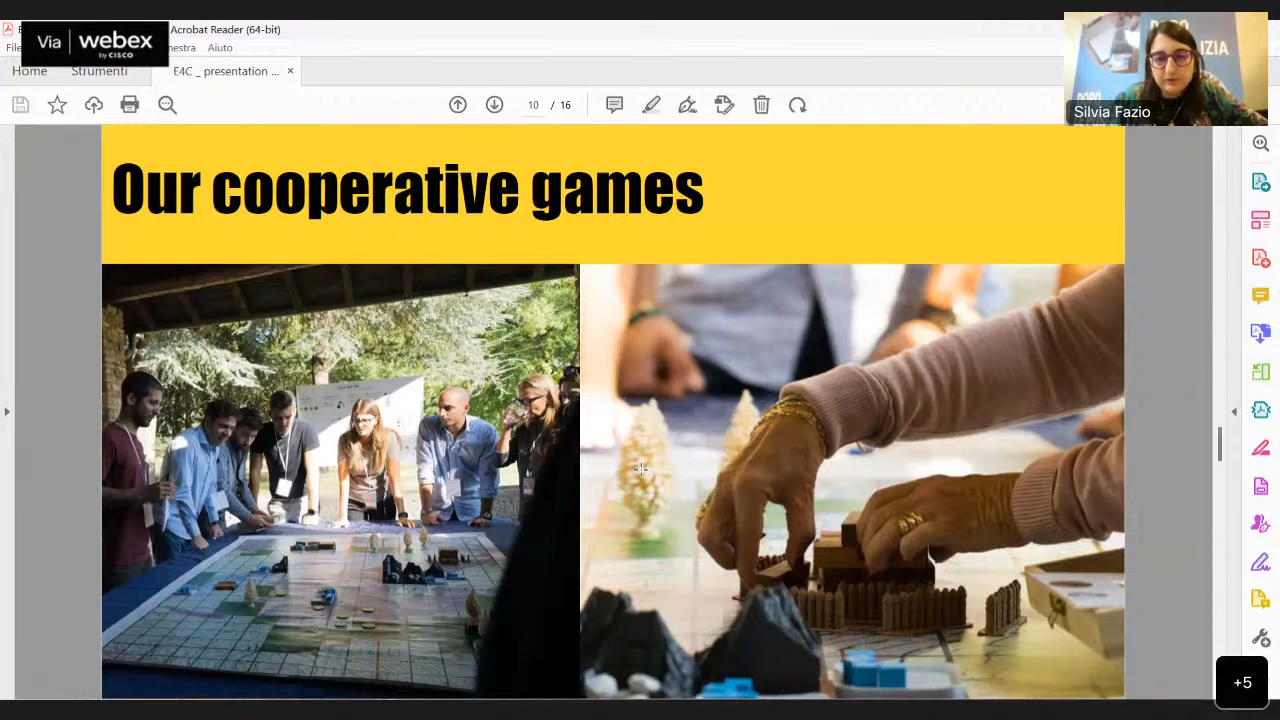 Via webex
by CISCO
Acrobat Reader (64-bit)
File
nestra Aiuto
Home Strumenti E4C _ presentation ... ×
10 / 16
Silvia Fazio
Our cooperative games
+5